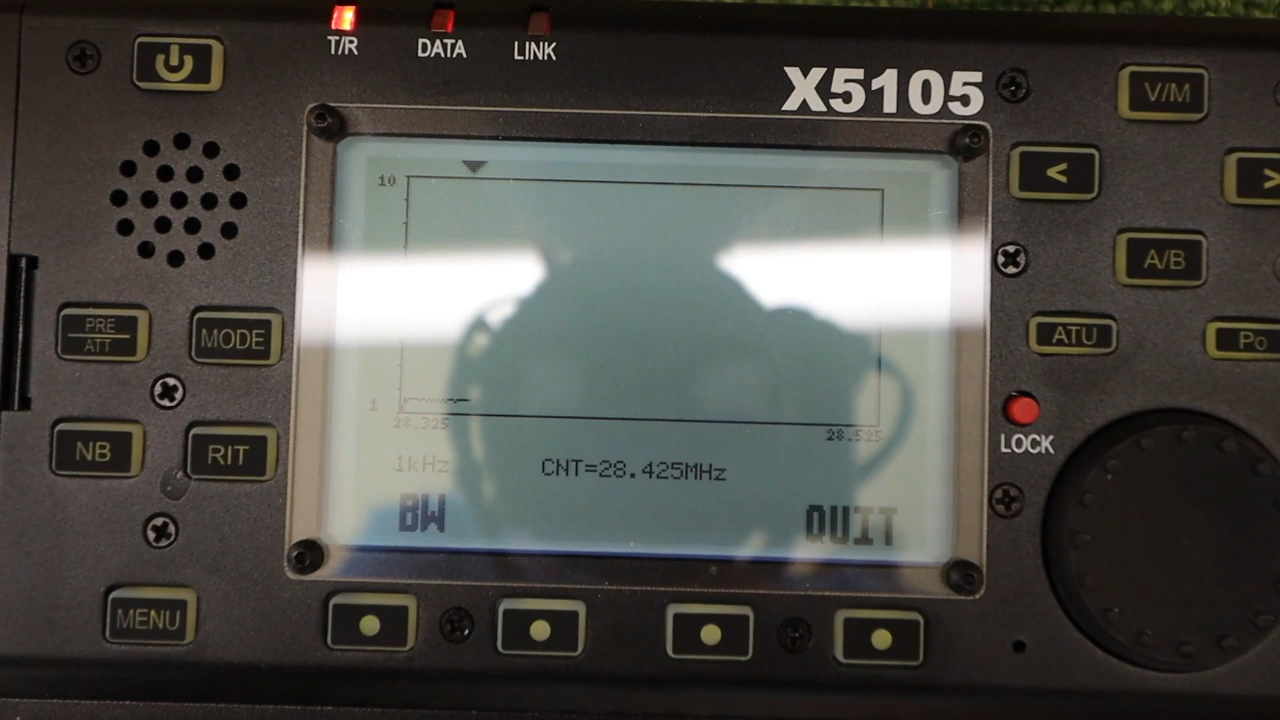 T/R DATA LINK
X5105
V/M
<
>
10
A/B
PRE
ATT
MODE
ATU
Po
1
28.325
28.525
LOCK
NB
RIT
1kHz
CNT=28.425MHz
BW
QUIT
MENU